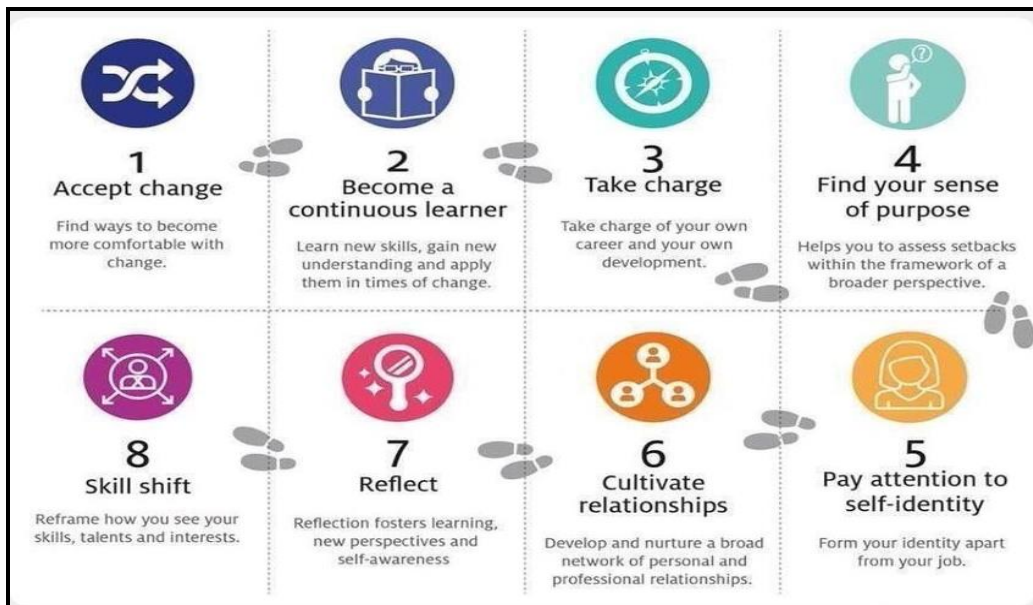 1
Accept change
Find ways to become
more comfortable with
change.
2
Become a
continuous learner
Learn new skills, gain new
understanding and apply
them in times of change.
3
Take charge
Take charge of your own
career and your own
development.
?
4
Find your sense
of purpose
Helps you to assess setbacks
within the framework of a
broader perspective.
5
Pay attention to
self-identity
Form your identity apart
from your job.
6
Cultivate
relationships
Develop and nurture a broad
network of personal and
professional relationships.
7
Reflect
Reflection fosters learning,
new perspectives and
self-awareness
8
Skill shift
Reframe how you see your
skills, talents and interests.